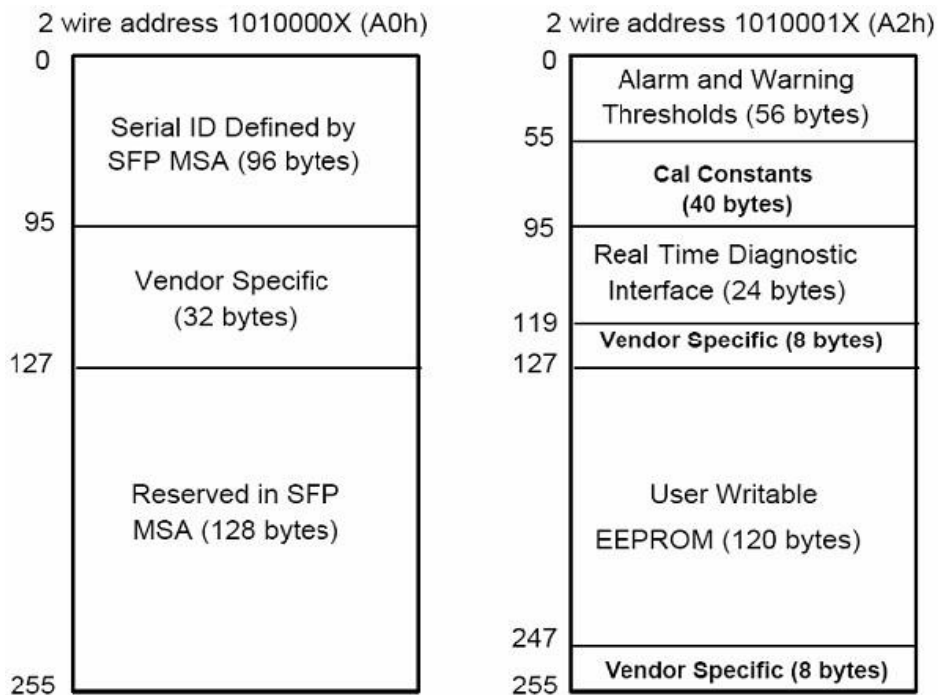 2 wire address 1010000X (A0h)
0
Serial ID Defined by
SFP MSA (96 bytes)
95
Vendor Specific
(32 bytes)
127
Reserved in SFP
MSA (128 bytes)
255
2 wire address 1010001X (A2h)
0
Alarm and Warning
Thresholds (56 bytes)
55
Cal Constants
(40 bytes)
95
Real Time Diagnostic
Interface (24 bytes)
119
Vendor Specific (8 bytes)
127
User Writable
EEPROM (120 bytes)
247
Vendor Specific (8 bytes)
255